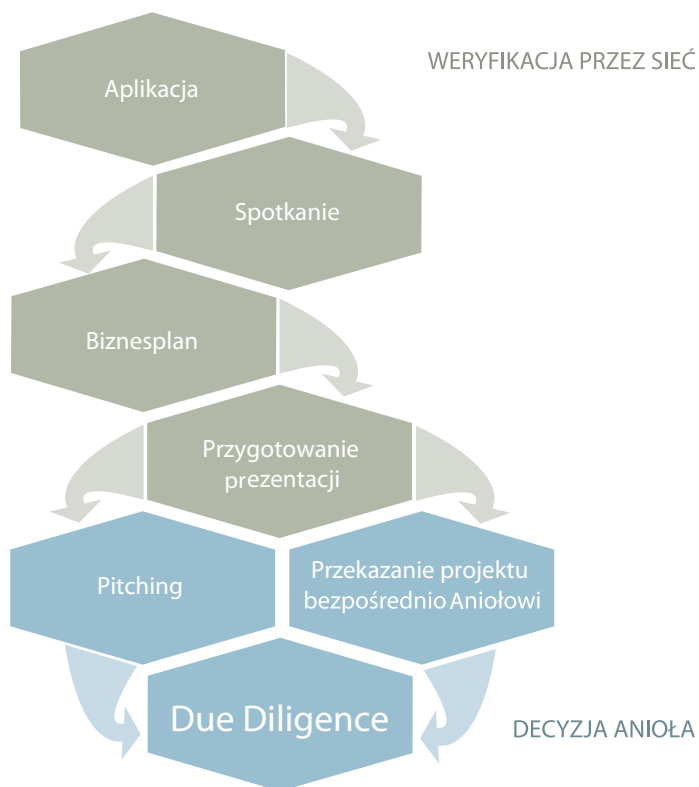 Aplikacja
WERYFIKACJA PRZEZ SIEĆ
Spotkanie
Biznesplan
Przygotowanie
prezentacji
Pitching
Przekazanie projektu
bezpośrednio Aniołowi
Due Diligence
DECYZJA ANIOŁA